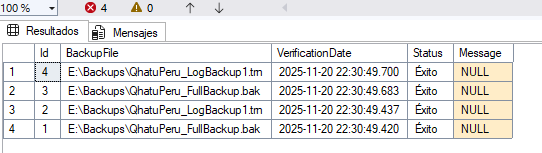 100 % 4 0
Resultados Mensajes
Id BackupFile VerificationDate Status Message
1 4 E:\Backups\QhatuPeru_LogBackup1.trn 2025-11-20 22:30:49.700 Éxito NULL
2 3 E:\Backups\QhatuPeru_FullBackup.bak 2025-11-20 22:30:49.683 Éxito NULL
3 2 E:\Backups\QhatuPeru_LogBackup1.trn 2025-11-20 22:30:49.437 Éxito NULL
4 1 E:\Backups\QhatuPeru_FullBackup.bak 2025-11-20 22:30:49.420 Éxito NULL